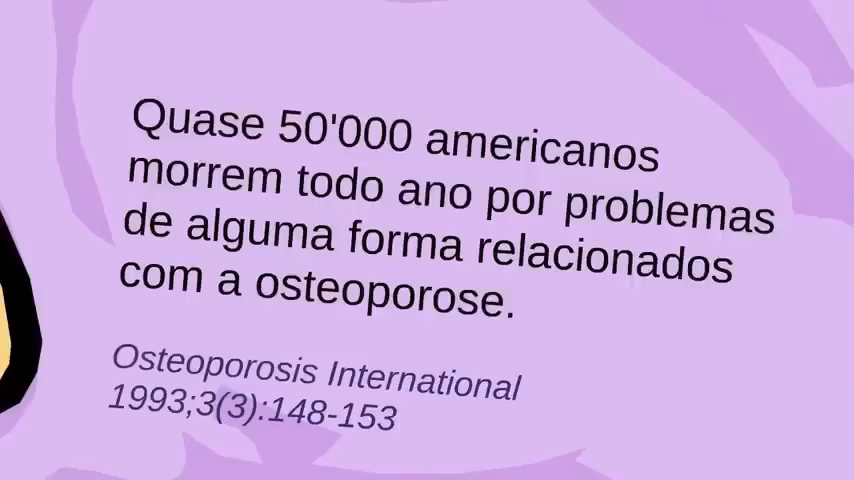 Quase 50'000 americanos
morrem todo ano por problemas
de alguma forma relacionados
com a osteoporose.
Osteoporosis International
1993;3(3):148-153